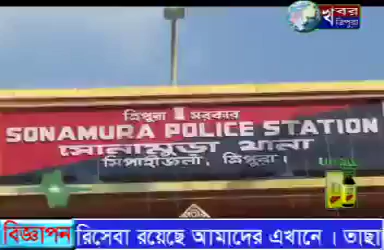 খবর
ত্রিপুরা
ত্রিপুরা সরকার
SONAMURA POLICE STATION
সোনামুড়া থানা
সিপাহীজলা, ত্রিপুরা।
বিজ্ঞাপন রিসেবা রয়েছে আমাদের এখানে । তাছা